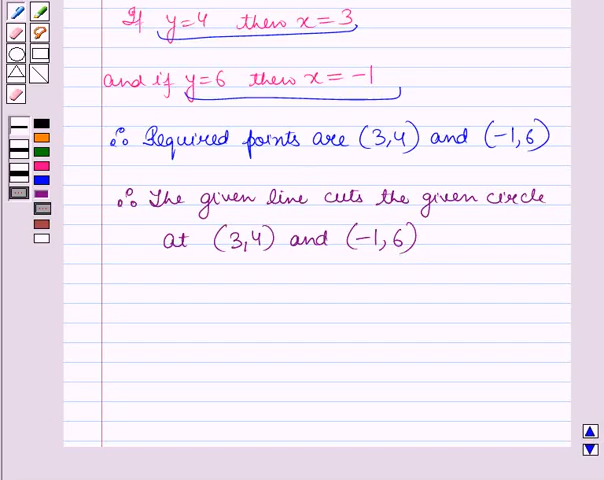 If y=4 then x=3
and if y=6 then x=-1
∴ Required points are (3,4) and (-1,6)
∴ The given line cuts the given circle
at (3,4) and (-1,6)